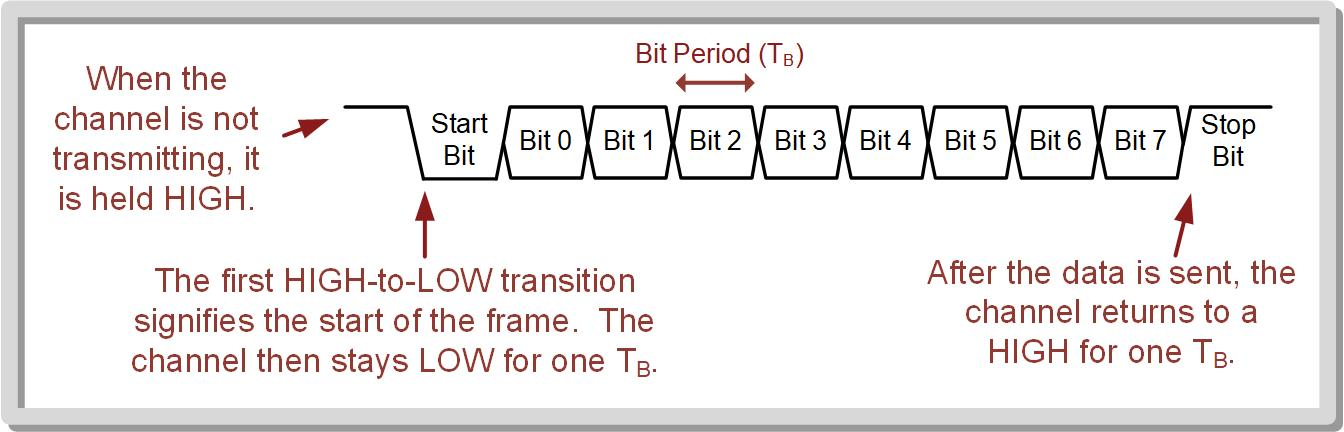 Bit Period (TB)
When the
channel is not
transmitting, it
is held HIGH.
Start
Bit
Bit 0
Bit 1
Bit 2
Bit 3
Bit 4
Bit 5
Bit 6
Bit 7
Stop
Bit
The first HIGH-to-LOW transition
signifies the start of the frame.  The
channel then stays LOW for one TB.
After the data is sent, the
channel returns to a
HIGH for one TB.